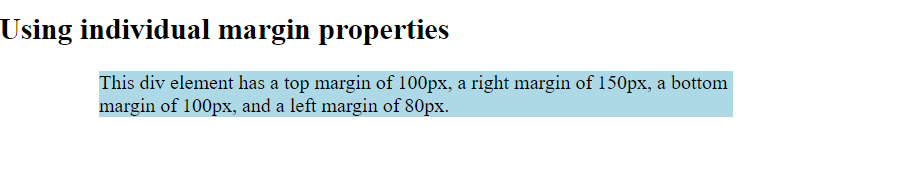 Using individual margin properties
This div element has a top margin of 100px, a right margin of 150px, a bottom
margin of 100px, and a left margin of 80px.